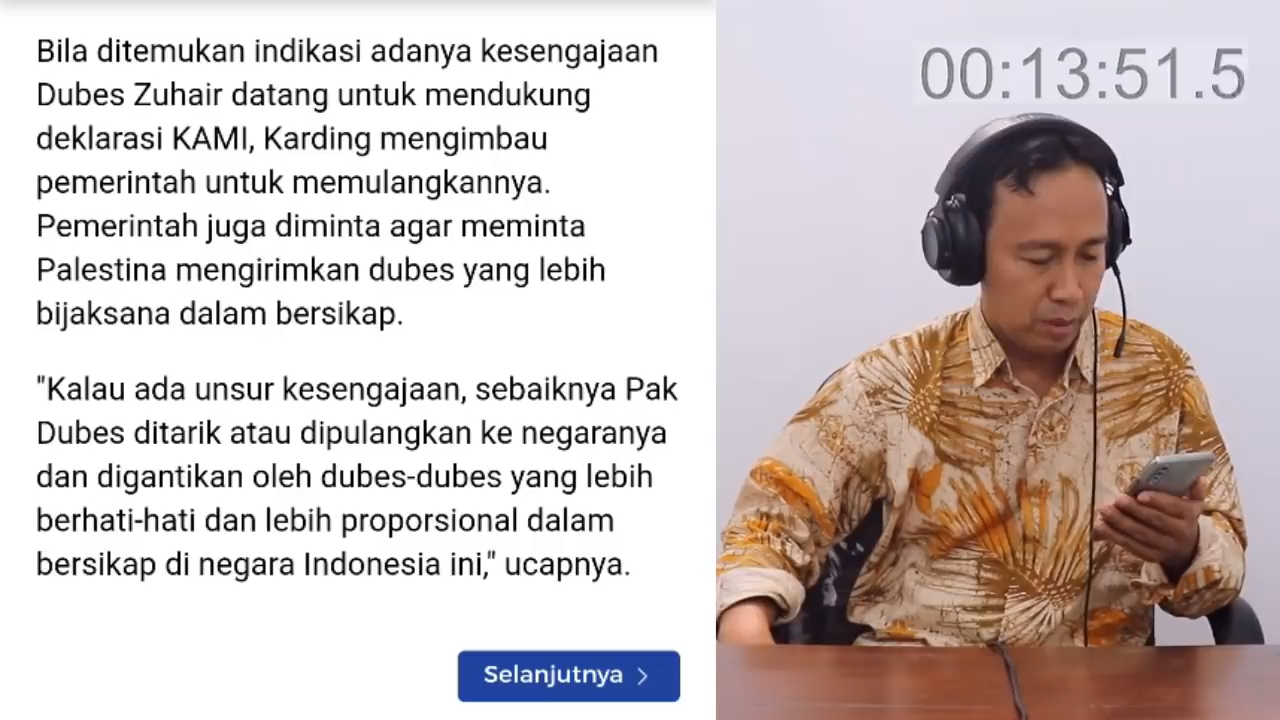 Bila ditemukan indikasi adanya kesengajaan
Dubes Zuhair datang untuk mendukung
deklarasi KAMI, Karding mengimbau
pemerintah untuk memulangkannya.
Pemerintah juga diminta agar meminta
Palestina mengirimkan dubes yang lebih
bijaksana dalam bersikap.
"Kalau ada unsur kesengajaan, sebaiknya Pak
Dubes ditarik atau dipulangkan ke negaranya
dan digantikan oleh dubes-dubes yang lebih
berhati-hati dan lebih proporsional dalam
bersikap di negara Indonesia ini," ucapnya.
Selanjutnya
00:13:51.5